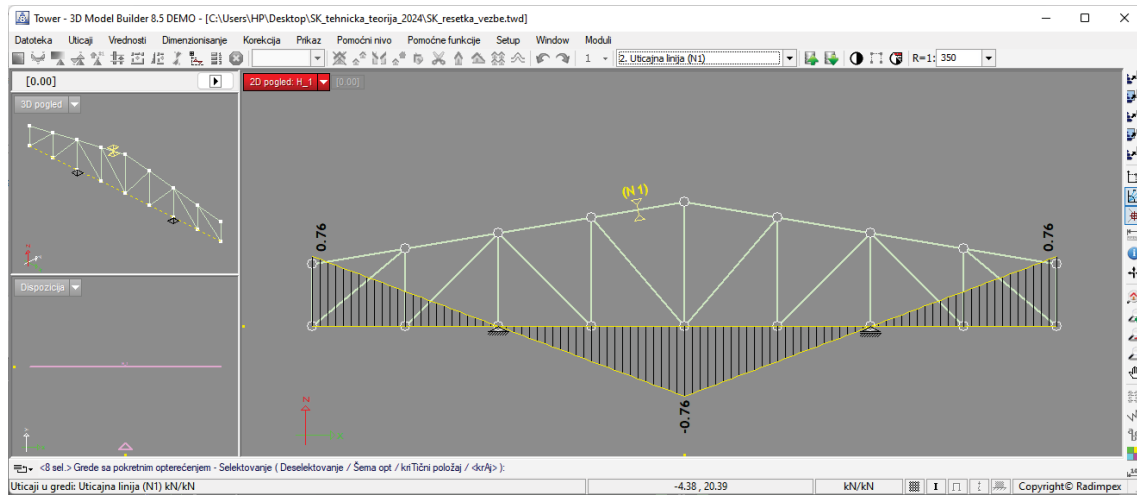 Tower - 3D Model Builder 8.5 DEMO - [C:\Users\HP\Desktop\SK_tehnicka_teorija_2024\SK_resetka_vezbe.twd]
Datoteka Uticaji Vrednosti Dimenzionisanje Korekcija Prikaz Pomoćni nivo Pomoćne funkcije Setup Window Moduli
1 2. Uticajna linija (N1) R=1: 350
[0.00]
2D pogled: H_1 [0.00]
3D pogled
(N1)
0.76
0.76
Dispozicija
-0.76
<8 sel.> Grede sa pokretnim opterećenjem - Selektovanje ( Deselektovanje / Šema opt / kriTični položaj / <krAj> ):
Uticaji u gredi: Uticajna linija (N1) kN/kN
-4.38 , 20.39
kN/kN
Copyright© Radimpex